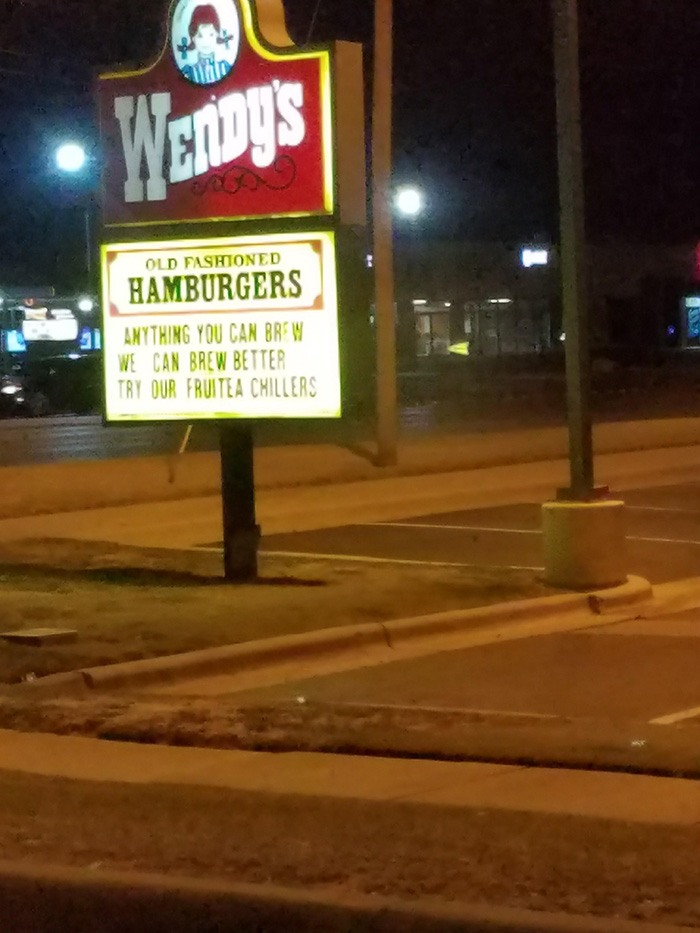 Wendy's
OLD FASHIONED
HAMBURGERS
ANYTHING YOU CAN BREW
WE CAN BREW BETTER
TRY OUR FRUITEA CHILLERS